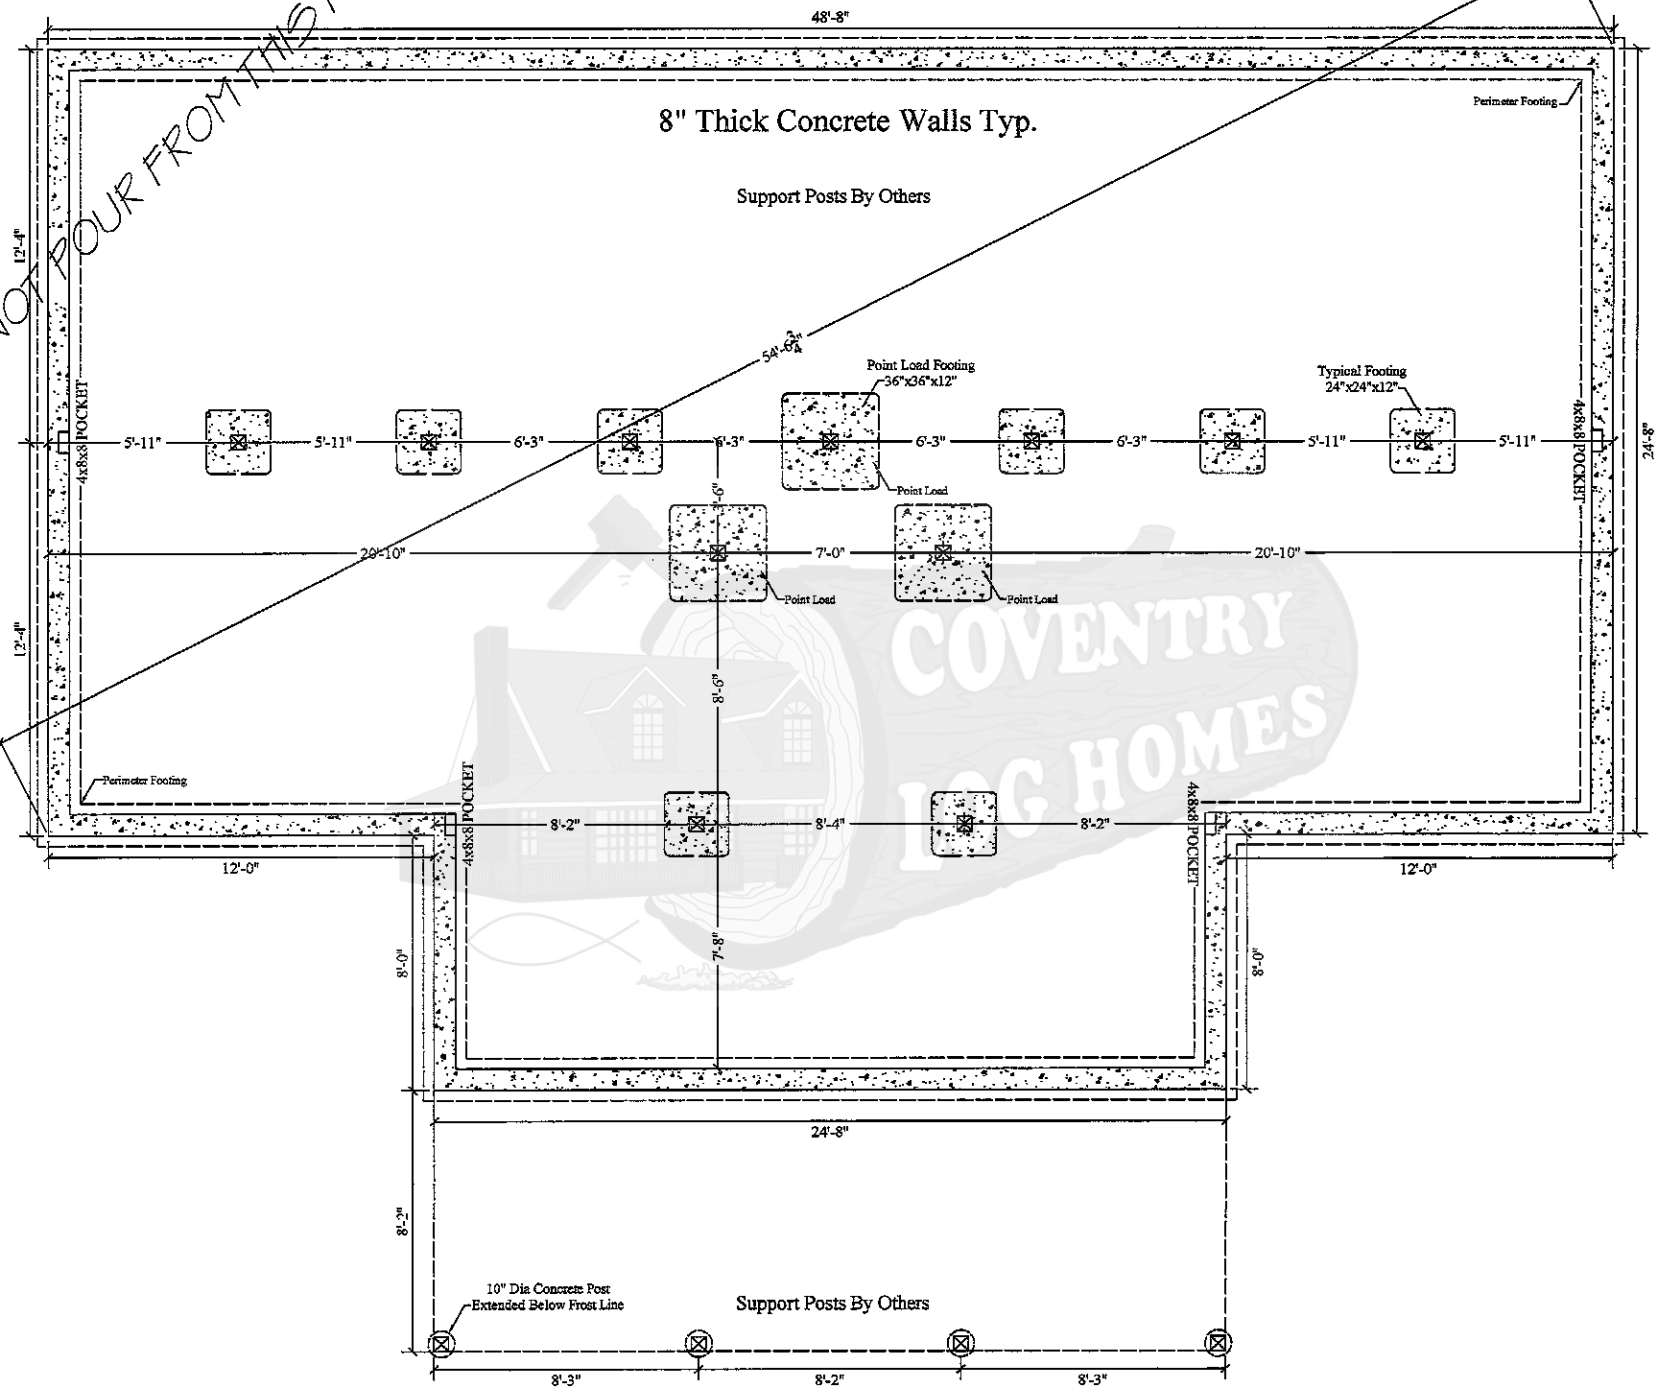 48'-8"
NOT POUR FROM THIS
8" Thick Concrete Walls Typ.
Perimeter Footing
Support Posts By Others
12'-4"
54'-6 3/4"
Point Load Footing
36"x36"x12"
Typical Footing
24"x24"x12"
4x8x8 POCKET
4x8x8 POCKET
24'-8"
5'-11"
5'-11"
6'-3"
6'-3"
6'-3"
6'-3"
5'-11"
5'-11"
Point Load
3'-6"
20'-10"
7'-0"
20'-10"
Point Load
Point Load
COVENTRY
LOG HOMES
12'-4"
8'-6"
Perimeter Footing
4x8x8 POCKET
4x8x8 POCKET
8'-2"
8'-4"
8'-2"
12'-0"
12'-0"
8'-0"
7'-8"
8'-0"
24'-8"
8'-2"
10" Dia Concrete Post
Extended Below Frost Line
Support Posts By Others
8'-3"
8'-2"
8'-3"